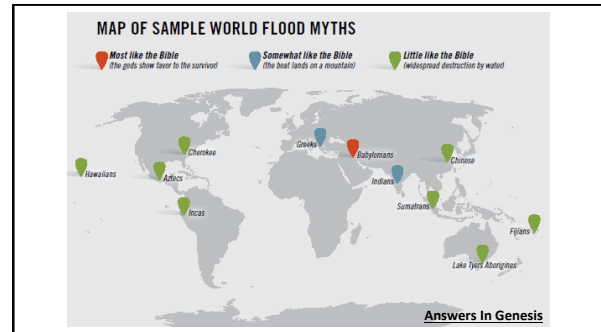 MAP OF SAMPLE WORLD FLOOD MYTHS
Most like the Bible
(the gods show favor to the survivor)
Somewhat like the Bible
(the boat lands on a mountain)
Little like the Bible
(widespread destruction by water)
Greeks
Babylonians
Cherokee
Chinese
Hawaiians
Aztecs
Indians
Incas
Sumatrans
Fijians
Lake Tyers Aborigines
Answers In Genesis